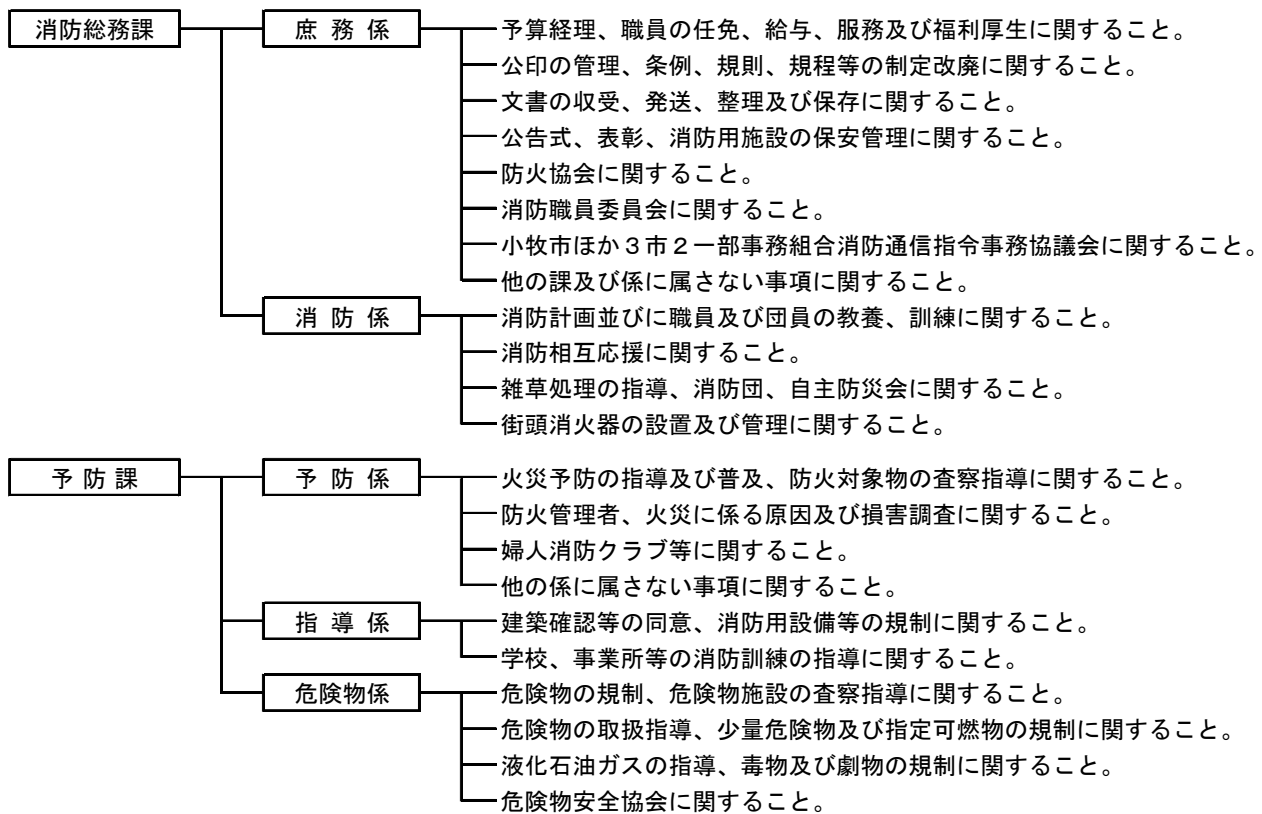 消防総務課 庶務係 予算経理、職員の任免、給与、服務及び福利厚生に関すること。
公印の管理、条例、規則、規程等の制定改廃に関すること。
文書の収受、発送、整理及び保存に関すること。
公告式、表彰、消防用施設の保安管理に関すること。
防火協会に関すること。
消防職員委員会に関すること。
小牧市ほか3市2一部事務組合消防通信指令事務協議会に関すること。
他の課及び係に属さない事項に関すること。
消防係 消防計画並びに職員及び団員の教養、訓練に関すること。
消防相互応援に関すること。
雑草処理の指導、消防団、自主防災会に関すること。
街頭消火器の設置及び管理に関すること。
予防課 予防係 火災予防の指導及び普及、防火対象物の査察指導に関すること。
防火管理者、火災に係る原因及び損害調査に関すること。
婦人消防クラブ等に関すること。
他の係に属さない事項に関すること。
指導係 建築確認等の同意、消防用設備等の規制に関すること。
学校、事業所等の消防訓練の指導に関すること。
危険物係 危険物の規制、危険物施設の査察指導に関すること。
危険物の取扱指導、少量危険物及び指定可燃物の規制に関すること。
液化石油ガスの指導、毒物及び劇物の規制に関すること。
危険物安全協会に関すること。